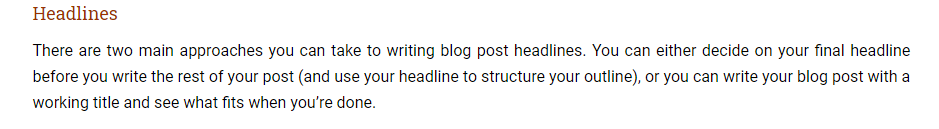 Headlines
There are two main approaches you can take to writing blog post headlines. You can either decide on your final headline
before you write the rest of your post (and use your headline to structure your outline), or you can write your blog post with a
working title and see what fits when you're done.